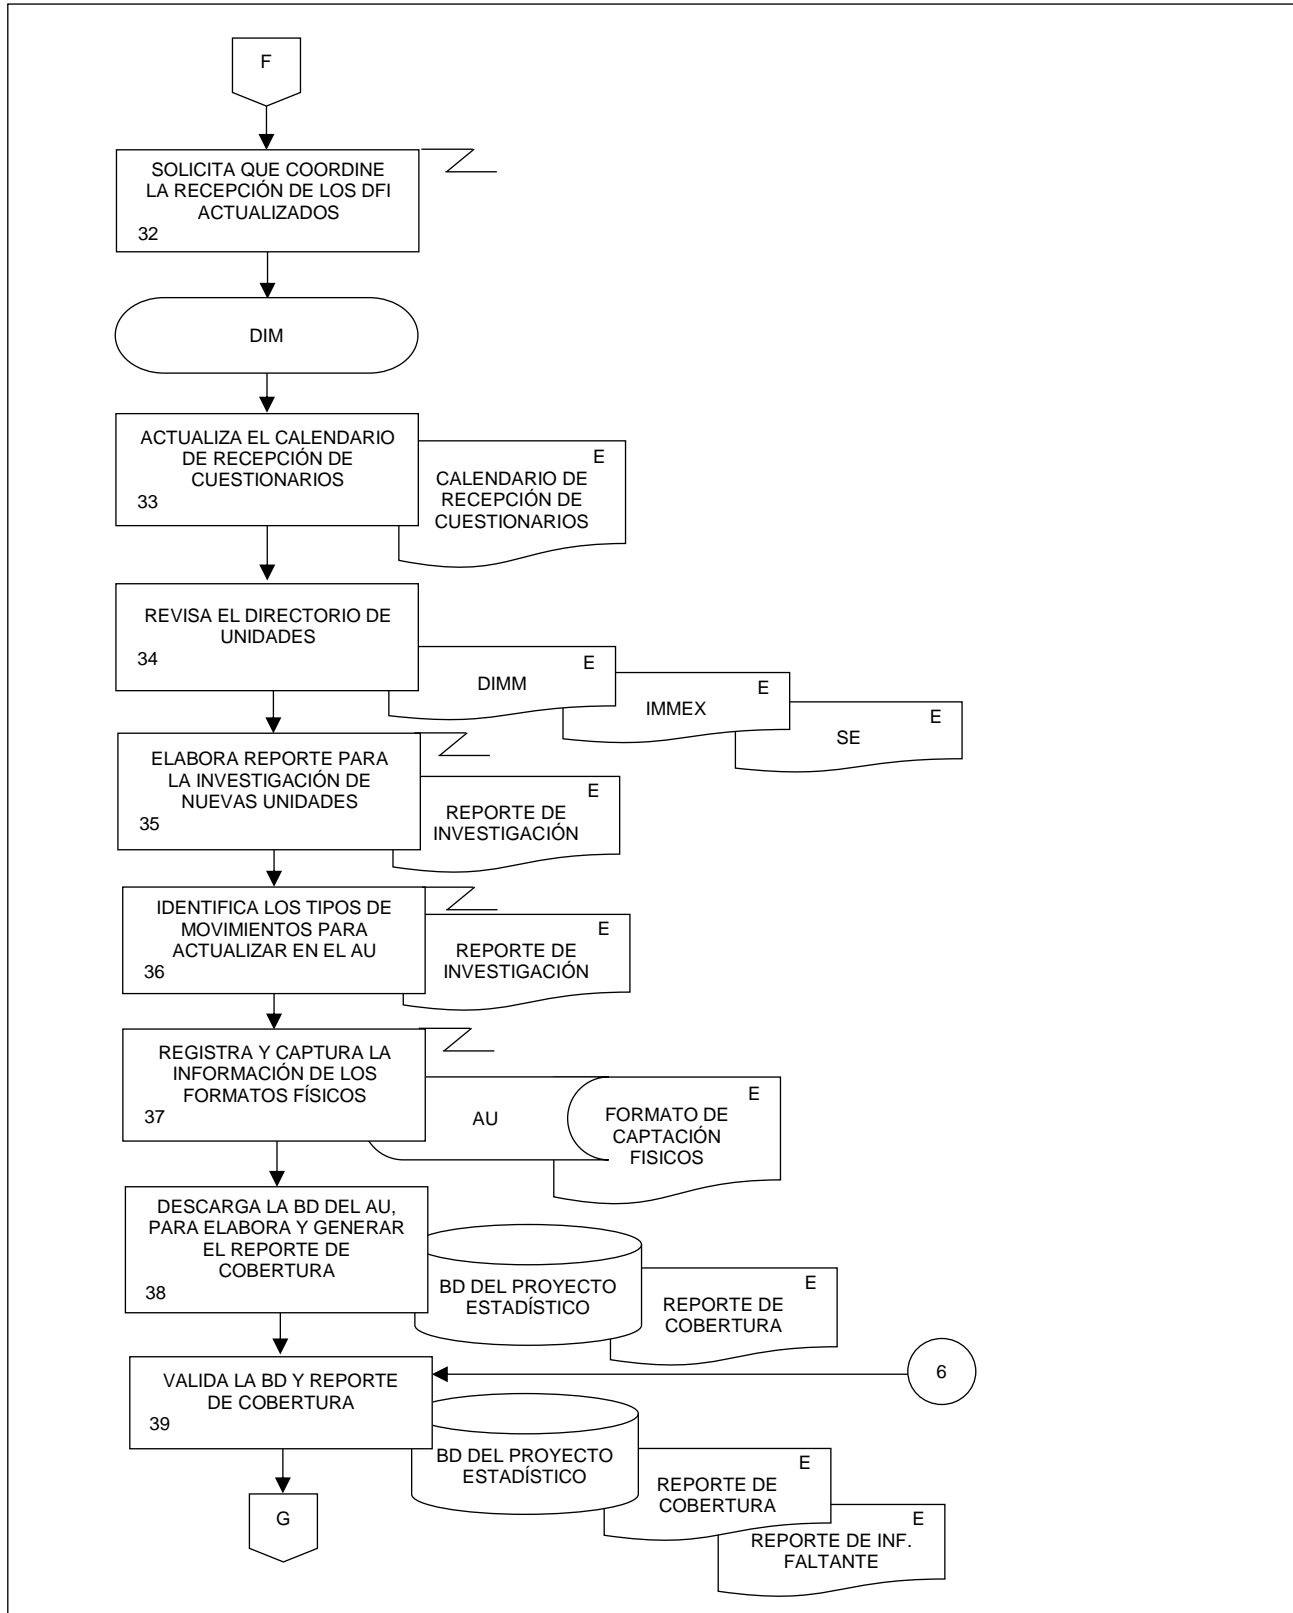 F
SOLICITA QUE COORDINE
LA RECEPCIÓN DE LOS DFI
ACTUALIZADOS
32
DIM
ACTUALIZA EL CALENDARIO
DE RECEPCIÓN DE
CUESTIONARIOS
33
E
CALENDARIO DE
RECEPCIÓN DE
CUESTIONARIOS
REVISA EL DIRECTORIO DE
UNIDADES
34
E
DIMM
E
IMMEX
E
SE
ELABORA REPORTE PARA
LA INVESTIGACIÓN DE
NUEVAS UNIDADES
35
E
REPORTE DE
INVESTIGACIÓN
IDENTIFICA LOS TIPOS DE
MOVIMIENTOS PARA
ACTUALIZAR EN EL AU
36
E
REPORTE DE
INVESTIGACIÓN
REGISTRA Y CAPTURA LA
INFORMACIÓN DE LOS
FORMATOS FÍSICOS
37
AU
E
FORMATO DE
CAPTACIÓN
FISICOS
DESCARGA LA BD DEL AU,
PARA ELABORA Y GENERAR
EL REPORTE DE
COBERTURA
38
BD DEL PROYECTO
ESTADÍSTICO
E
REPORTE DE
COBERTURA
VALIDA LA BD Y REPORTE
DE COBERTURA
39
6
BD DEL PROYECTO
ESTADÍSTICO
E
REPORTE DE
COBERTURA
E
REPORTE DE INF.
FALTANTE
G